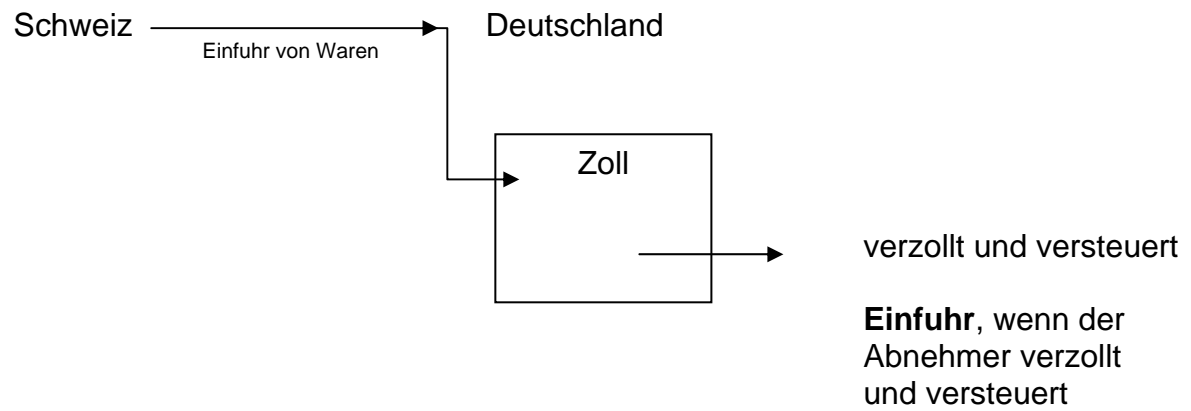 Schweiz
Deutschland
Einfuhr von Waren
Zoll
verzollt und versteuert
Einfuhr, wenn der
Abnehmer verzollt
und versteuert